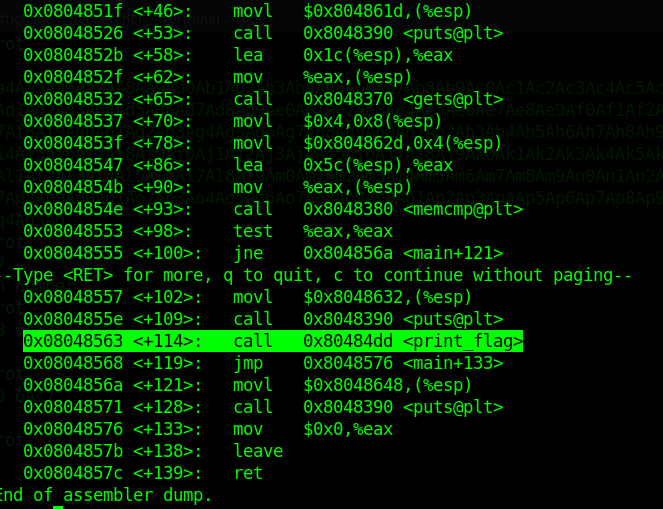 0x0804851f <+46>: movl $0x804861d,(%esp)
0x08048526 <+53>: call 0x8048390 <puts@plt>
0x0804852b <+58>: lea 0x1c(%esp),%eax
0x0804852f <+62>: mov %eax,(%esp)
0x08048532 <+65>: call 0x8048370 <gets@plt>
0x08048537 <+70>: movl $0x4,0x8(%esp)
0x0804853f <+78>: movl $0x804862d,0x4(%esp)
0x08048547 <+86>: lea 0x5c(%esp),%eax
0x0804854b <+90>: mov %eax,(%esp)
0x0804854e <+93>: call 0x8048380 <memcmp@plt>
0x08048553 <+98>: test %eax,%eax
0x08048555 <+100>: jne 0x804856a <main+121>
--Type <RET> for more, q to quit, c to continue without paging--
0x08048557 <+102>: movl $0x8048632,(%esp)
0x0804855e <+109>: call 0x8048390 <puts@plt>
0x08048563 <+114>: call 0x80484dd <print_flag>
0x08048568 <+119>: jmp 0x8048576 <main+133>
0x0804856a <+121>: movl $0x8048648,(%esp)
0x08048571 <+128>: call 0x8048390 <puts@plt>
0x08048576 <+133>: mov $0x0,%eax
0x0804857b <+138>: leave
0x0804857c <+139>: ret
End of assembler dump.